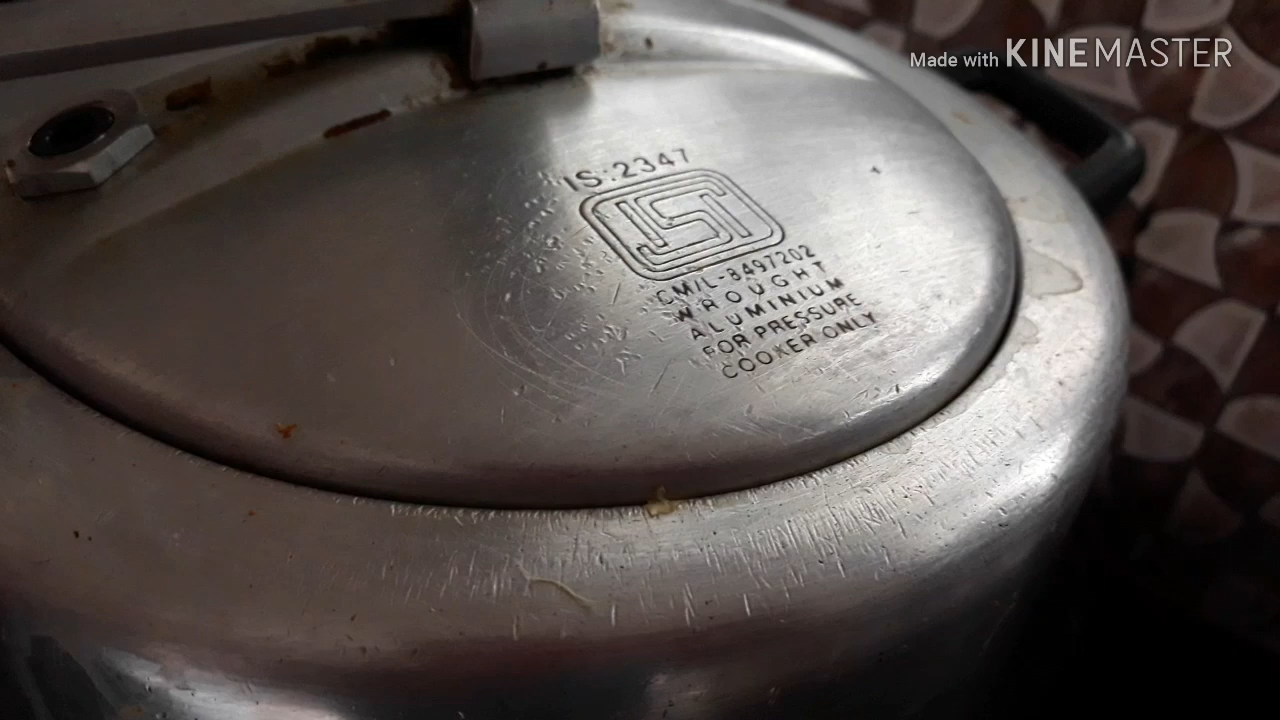 Made with KINEMASTER
IS:2347
ISI
CM/L-8497202
WROUGHT
ALUMINIUM
FOR PRESSURE
COOKER ONLY